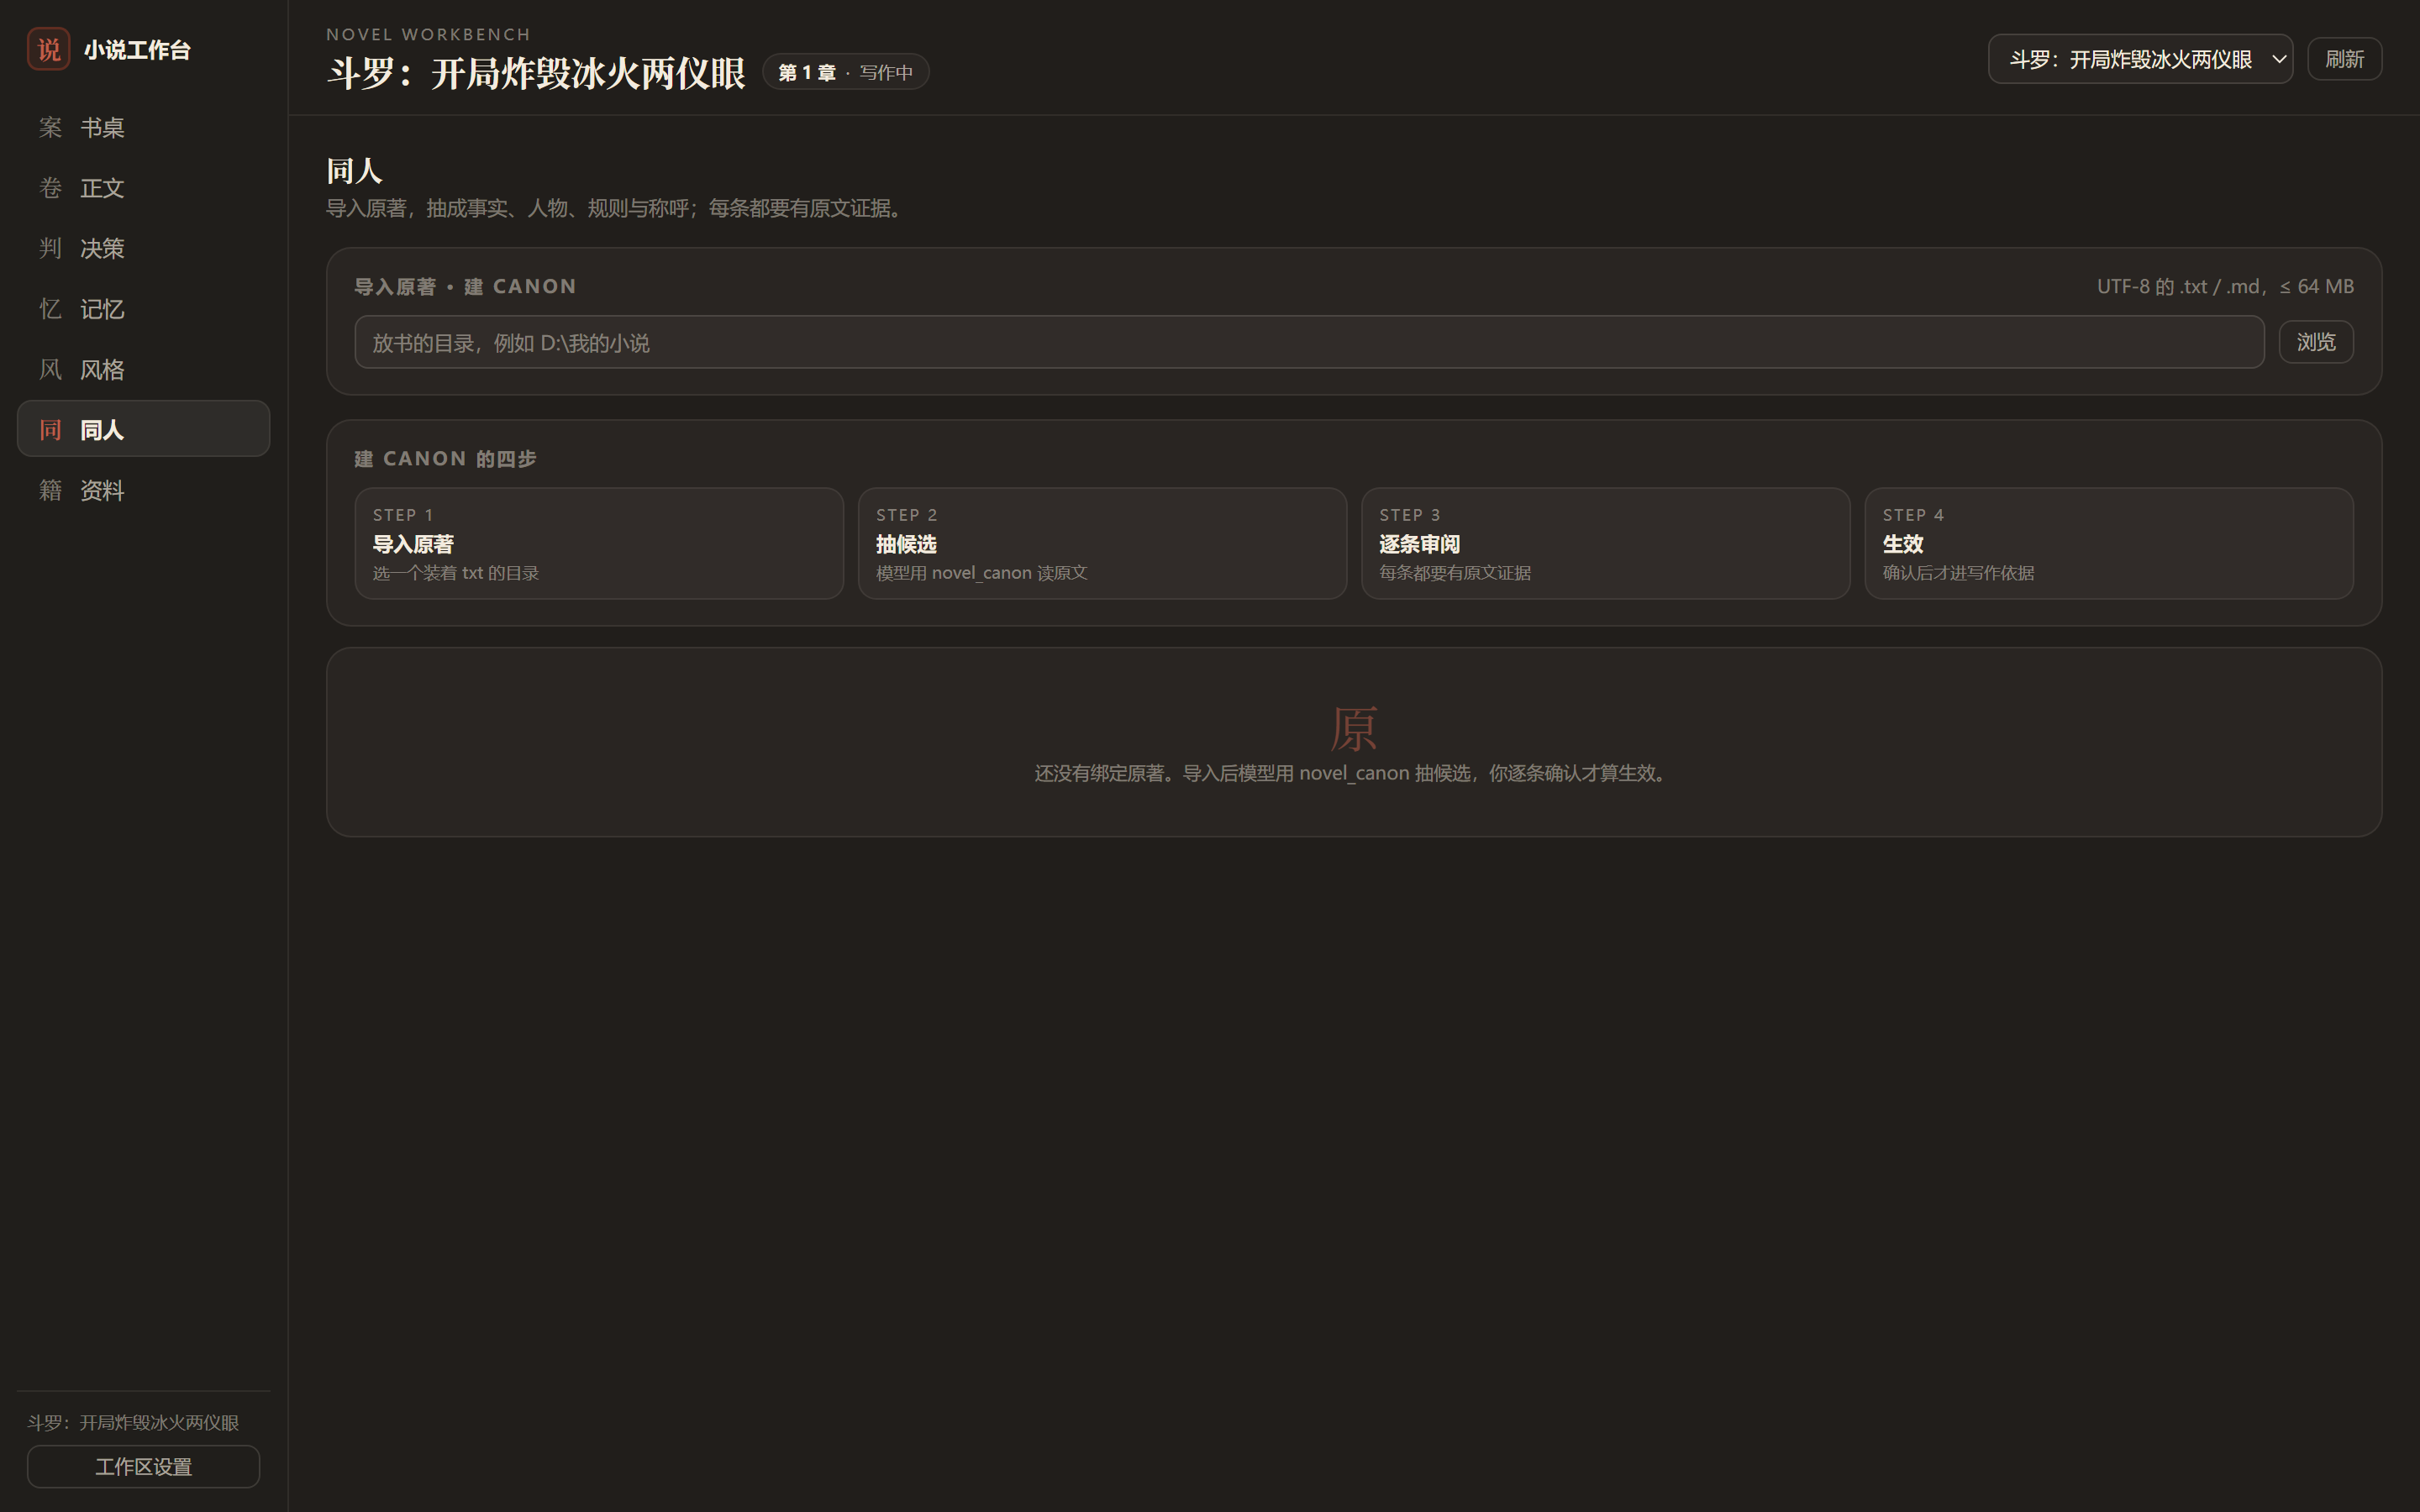 说 小说工作台
案 书桌
卷 正文
判 决策
忆 记忆
风 风格
同 同人
籍 资料
斗罗：开局炸毁冰火两仪眼
工作区设置
NOVEL WORKBENCH
斗罗：开局炸毁冰火两仪眼 第 1 章 · 写作中
斗罗：开局炸毁冰火两仪眼 刷新
同人
导入原著，抽成事实、人物、规则与称呼；每条都要有原文证据。
导入原著 · 建 CANON UTF-8 的 .txt / .md，≤ 64 MB
放书的目录，例如 D:\我的小说 浏览
建 CANON 的四步
STEP 1
导入原著
选一个装着 txt 的目录
STEP 2
抽候选
模型用 novel_canon 读原文
STEP 3
逐条审阅
每条都要有原文证据
STEP 4
生效
确认后才进写作依据
原
还没有绑定原著。导入后模型用 novel_canon 抽候选，你逐条确认才算生效。